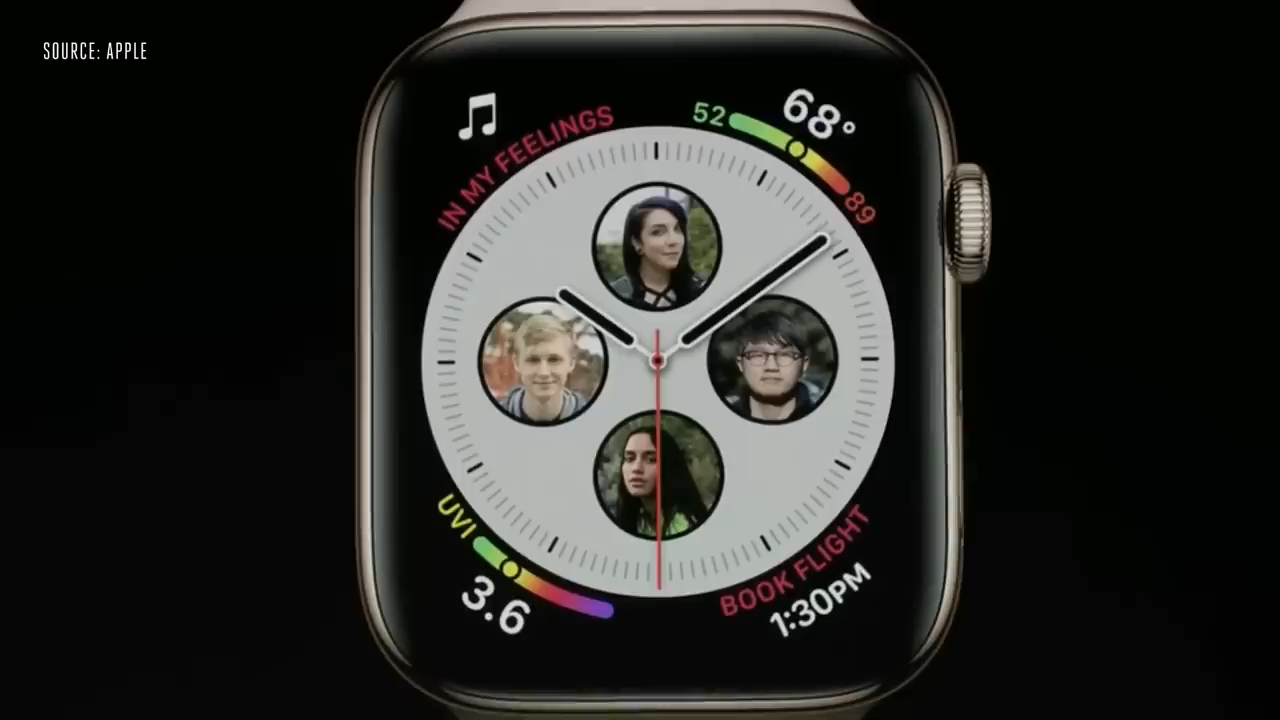 SOURCE: APPLE
IN MY FEELINGS
52
68°
89
UVI
3.6
BOOK FLIGHT
1:30PM